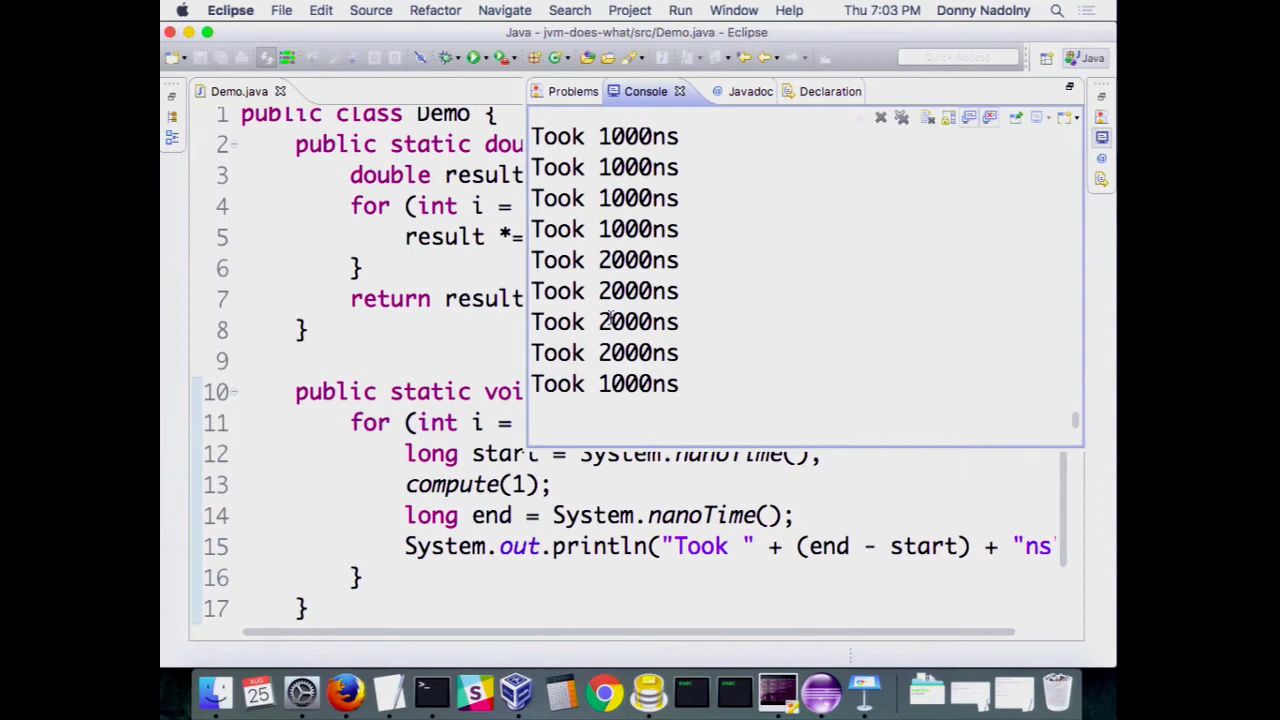 Eclipse File Edit Source Refactor Navigate Search Project Run Window Help Thu 7:03 PM Donny Nadolny
Java - jvm-does-what/src/Demo.java - Eclipse
Quick Access
Java
Demo.java
Problems Console Javadoc Declaration
1 public class Demo {
2 public static dou
3 double result
4 for (int i =
5 result *=
6 }
7 return result
8 }
9
10 public static voi
11 for (int i =
12 long start = System.nanoTime();
13 compute(1);
14 long end = System.nanoTime();
15 System.out.println("Took " + (end - start) + "ns"
16 }
17 }
Took 1000ns
Took 1000ns
Took 1000ns
Took 1000ns
Took 2000ns
Took 2000ns
Took 2000ns
Took 2000ns
Took 1000ns
AUG
25